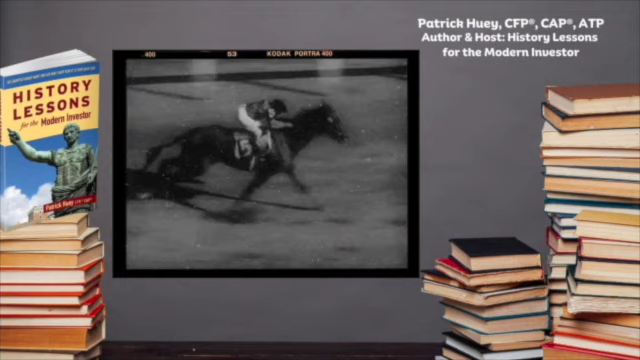 Patrick Huey, CFP®, CAP®, ATP
Author & Host: History Lessons
for the Modern Investor
400
53
KODAK PORTRA 400
HISTORY
LESSONS
for the Modern Investor
Patrick Huey
5